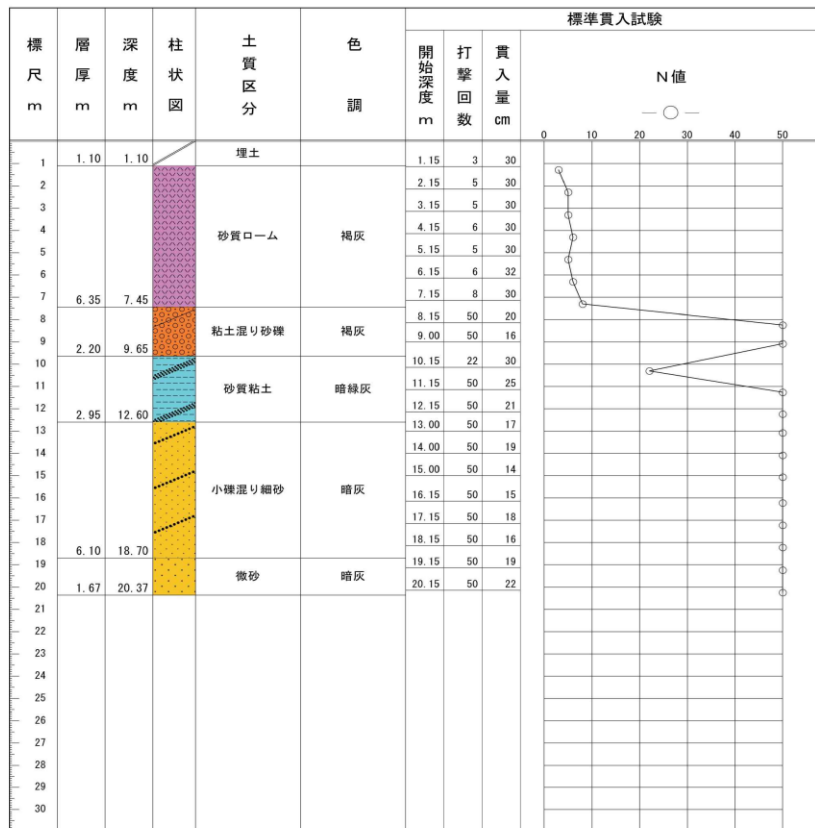 標準貫入試験
標尺 m
層厚 m
深度 m
柱状図
土質区分
色調
開始深度 m
打撃回数
貫入量 cm
N値
0 10 20 30 40 50
埋土
1 1.10 1.10 1.15 3 30
2 2.15 5 30
3 3.15 5 30
4 砂質ローム 褐灰 4.15 6 30
5 5.15 5 30
6 6.15 6 32
7 6.35 7.45 7.15 8 30
8 8.15 50 20
粘土混り砂礫 褐灰
9 2.20 9.65 9.00 50 16
10 10.15 22 30
11 砂質粘土 暗緑灰 11.15 50 25
12 2.95 12.60 12.15 50 21
13 13.00 50 17
14 14.00 50 19
15 15.00 50 14
16 小礫混り細砂 暗灰 16.15 50 15
17 17.15 50 18
18 6.10 18.70 18.15 50 16
19 19.15 50 19
微砂 暗灰
20 1.67 20.37 20.15 50 22
21
22
23
24
25
26
27
28
29
30